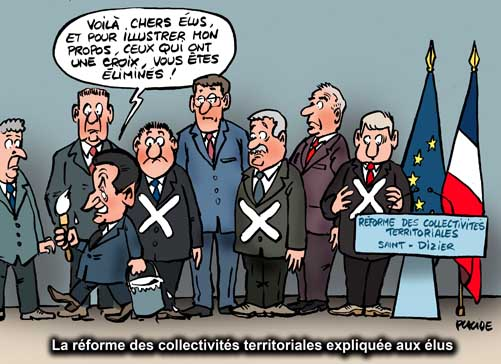 VOILÀ, CHERS ÉLUS,
ET POUR ILLUSTRER MON
PROPOS, CEUX QUI ONT
UNE CROIX, VOUS ÊTES
ÉLIMINÉS !
RÉFORME DES COLLECTIVITÉS
TERRITORIALES
SAINT-DIZIER
PLACIDE
La réforme des collectivités territoriales expliquée aux élus